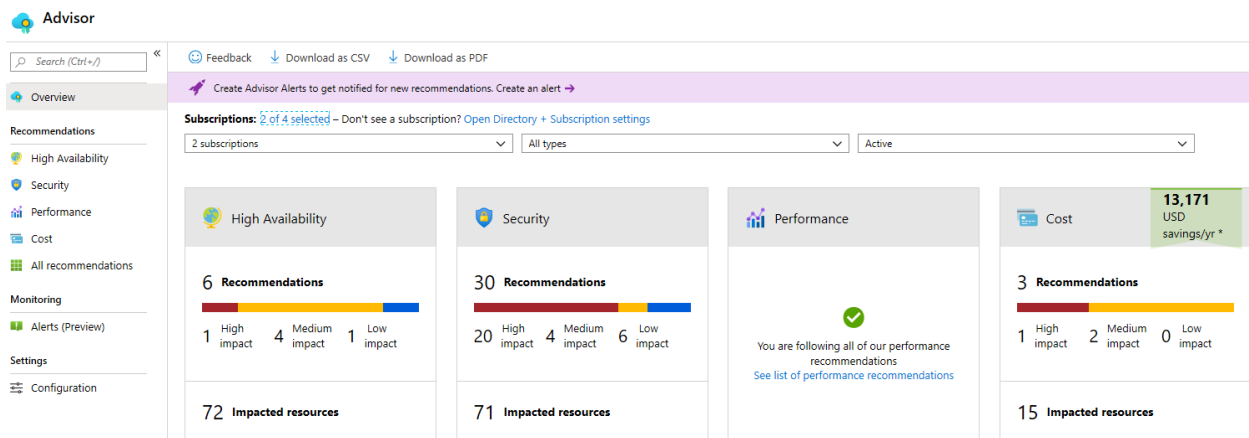 Advisor
Search (Ctrl+/)
«
Overview
Recommendations
High Availability
Security
Performance
Cost
All recommendations
Monitoring
Alerts (Preview)
Settings
Configuration
Feedback
Download as CSV
Download as PDF
Create Advisor Alerts to get notified for new recommendations. Create an alert →
Subscriptions: 2 of 4 selected – Don't see a subscription? Open Directory + Subscription settings
2 subscriptions
All types
Active
High Availability
6 Recommendations
1 High impact
4 Medium impact
1 Low impact
72 Impacted resources
Security
30 Recommendations
20 High impact
4 Medium impact
6 Low impact
71 Impacted resources
Performance
You are following all of our performance
recommendations
See list of performance recommendations
Cost
13,171
USD
savings/yr *
3 Recommendations
1 High impact
2 Medium impact
0 Low impact
15 Impacted resources